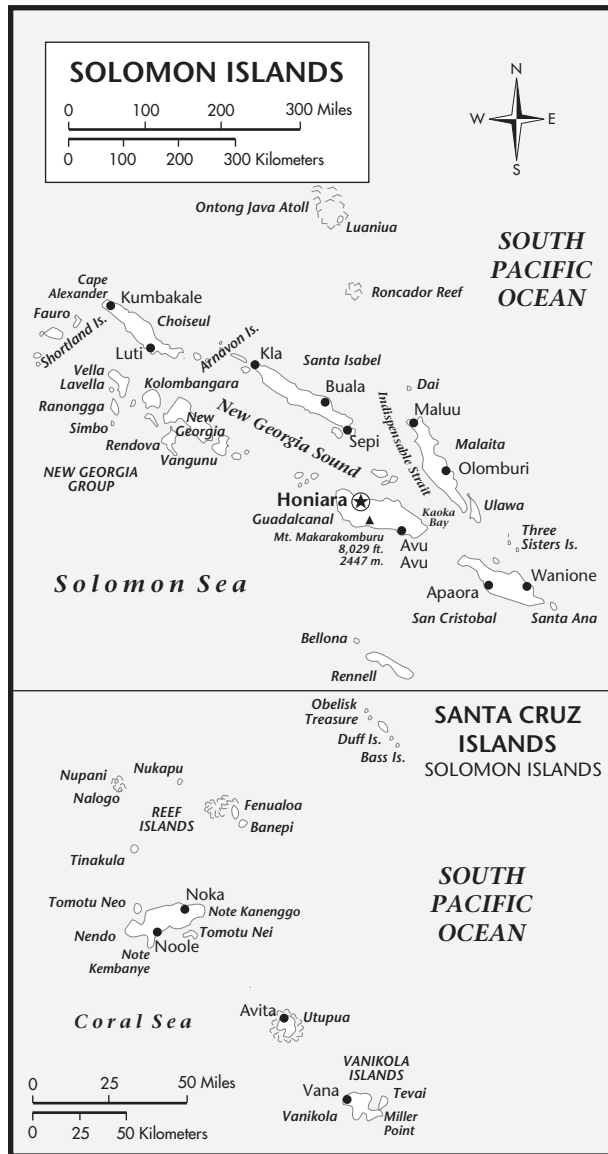 SOLOMON ISLANDS
0 100 200 300 Miles
0 100 200 300 Kilometers
N
W E
S
Ontong Java Atoll
Luaniua
SOUTH
PACIFIC
OCEAN
Roncador Reef
Cape
Alexander
Kumbakale
Fauro
Choiseul
Shortland Is.
Luti
Arnavon Is.
Kla
Santa Isabel
Vella
Lavella
Kolombangara
Buala
Dai
Ranongga
New
Georgia
New Georgia Sound
Indispensable Strait
Maluu
Simbo
Sepi
Malaita
Rendova
Vangunu
NEW GEORGIA
GROUP
Olomburi
Honiara
Guadalcanal
Kaoka
Bay
Ulawa
Mt. Makarakomburu
8,029 ft.
2447 m.
Avu
Avu
Three
Sisters Is.
Solomon Sea
Apaora
Wanione
San Cristobal
Santa Ana
Bellona
Rennell
Obelisk
Treasure
Duff Is.
Bass Is.
SANTA CRUZ
ISLANDS
SOLOMON ISLANDS
Nupani
Nukapu
Nalogo
REEF
ISLANDS
Fenualoa
Banepi
Tinakula
SOUTH
PACIFIC
OCEAN
Tomotu Neo
Noka
Note Kanenggo
Nendo
Noole
Tomotu Nei
Note
Kembanye
Coral Sea
Avita
Utupua
VANIKOLA
ISLANDS
Vana
Tevai
Vanikola
Miller
Point
0 25 50 Miles
0 25 50 Kilometers